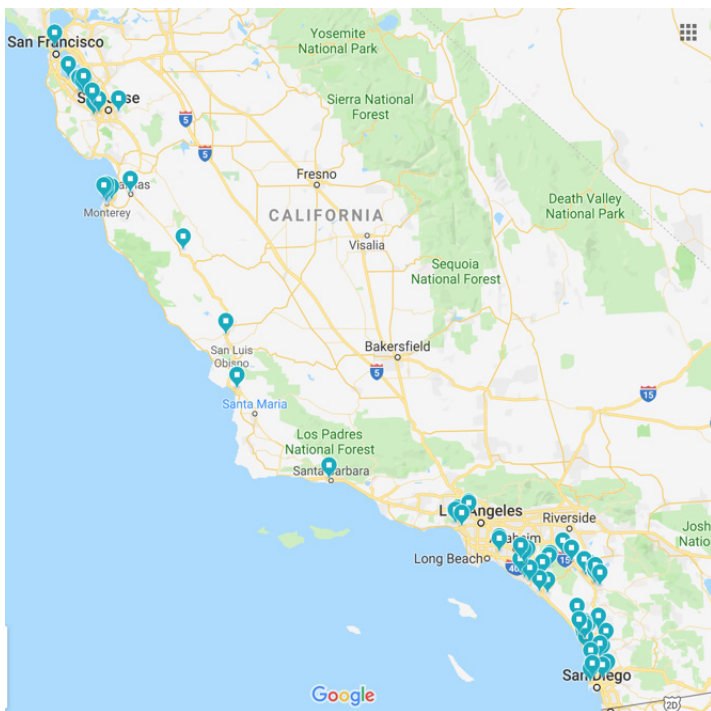 Yosemite
National Park
San Francisco
Sierra National
Forest
5
5
Fresno
Monterey
CALIFORNIA
Death Valley
National Park
Visalia
Sequoia
National Forest
San Luis
Obispo
Bakersfield
5
15
Santa Maria
Los Padres
National Forest
Santa Barbara
Los Angeles
Riverside
Anaheim
Long Beach
15
San Diego
Google
2D